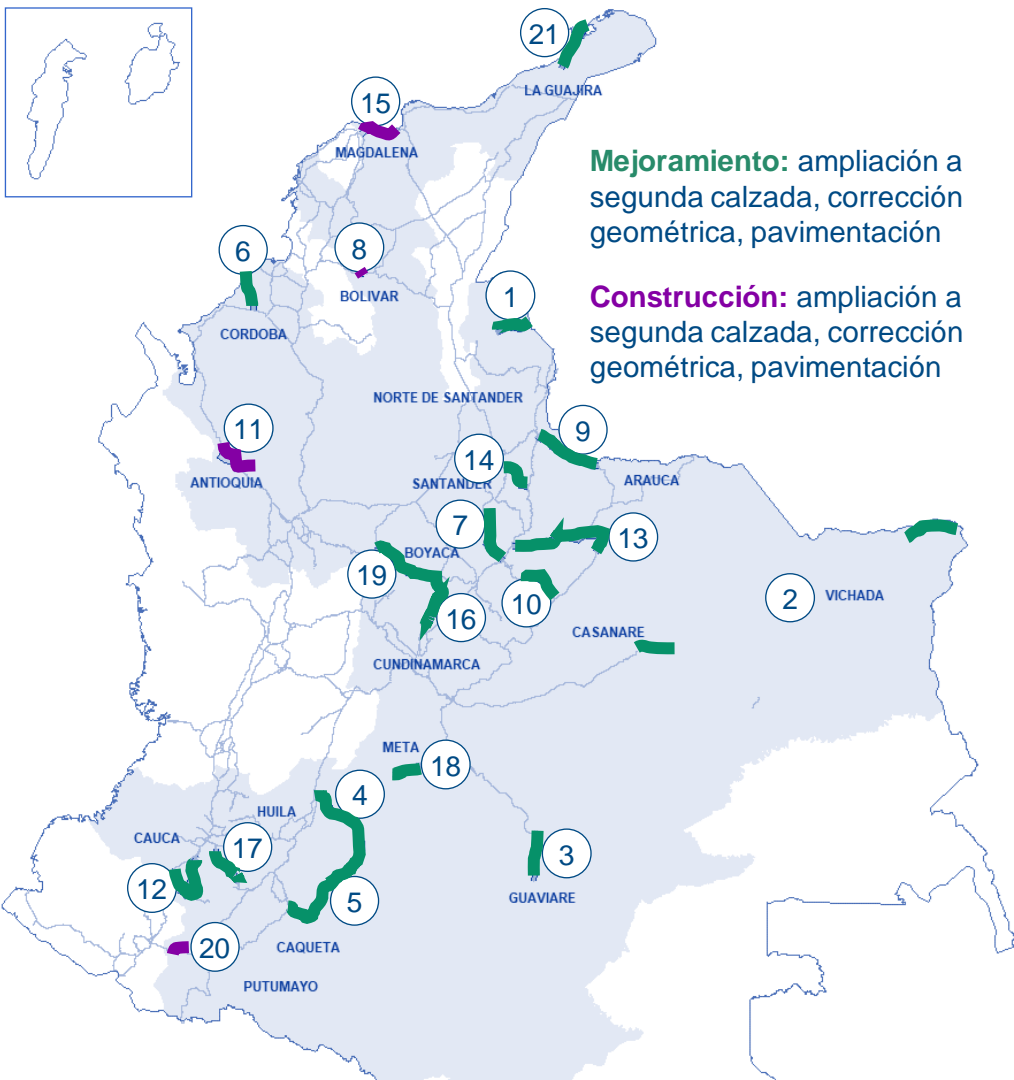 21
LA GUAJIRA
15
MAGDALENA
Mejoramiento: ampliación a
segunda calzada, corrección
geométrica, pavimentación
6
8
BOLIVAR
1
Construcción: ampliación a
segunda calzada, corrección
geométrica, pavimentación
CORDOBA
NORTE DE SANTANDER
11
9
14
ANTIOQUIA
SANTANDER
ARAUCA
7
13
BOYACA
19
10
2
VICHADA
16
CASANARE
CUNDINAMARCA
META
18
4
HUILA
CAUCA
17
3
12
5
GUAVIARE
20
CAQUETA
PUTUMAYO